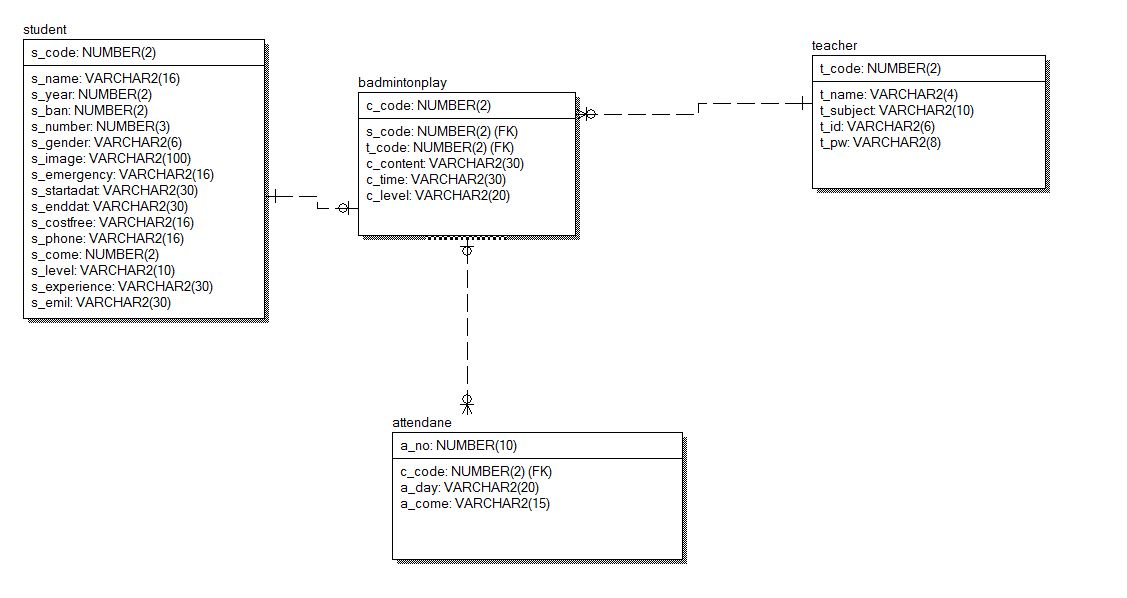 student
s_code: NUMBER(2)
s_name: VARCHAR2(16)
s_year: NUMBER(2)
s_ban: NUMBER(2)
s_number: NUMBER(3)
s_gender: VARCHAR2(6)
s_image: VARCHAR2(100)
s_emergency: VARCHAR2(16)
s_startadat: VARCHAR2(30)
s_enddat: VARCHAR2(30)
s_costfree: VARCHAR2(16)
s_phone: VARCHAR2(16)
s_come: NUMBER(2)
s_level: VARCHAR2(10)
s_experience: VARCHAR2(30)
s_emil: VARCHAR2(30)
badmintonplay
c_code: NUMBER(2)
s_code: NUMBER(2) (FK)
t_code: NUMBER(2) (FK)
c_content: VARCHAR2(30)
c_time: VARCHAR2(30)
c_level: VARCHAR2(20)
teacher
t_code: NUMBER(2)
t_name: VARCHAR2(4)
t_subject: VARCHAR2(10)
t_id: VARCHAR2(6)
t_pw: VARCHAR2(8)
attendane
a_no: NUMBER(10)
c_code: NUMBER(2) (FK)
a_day: VARCHAR2(20)
a_come: VARCHAR2(15)